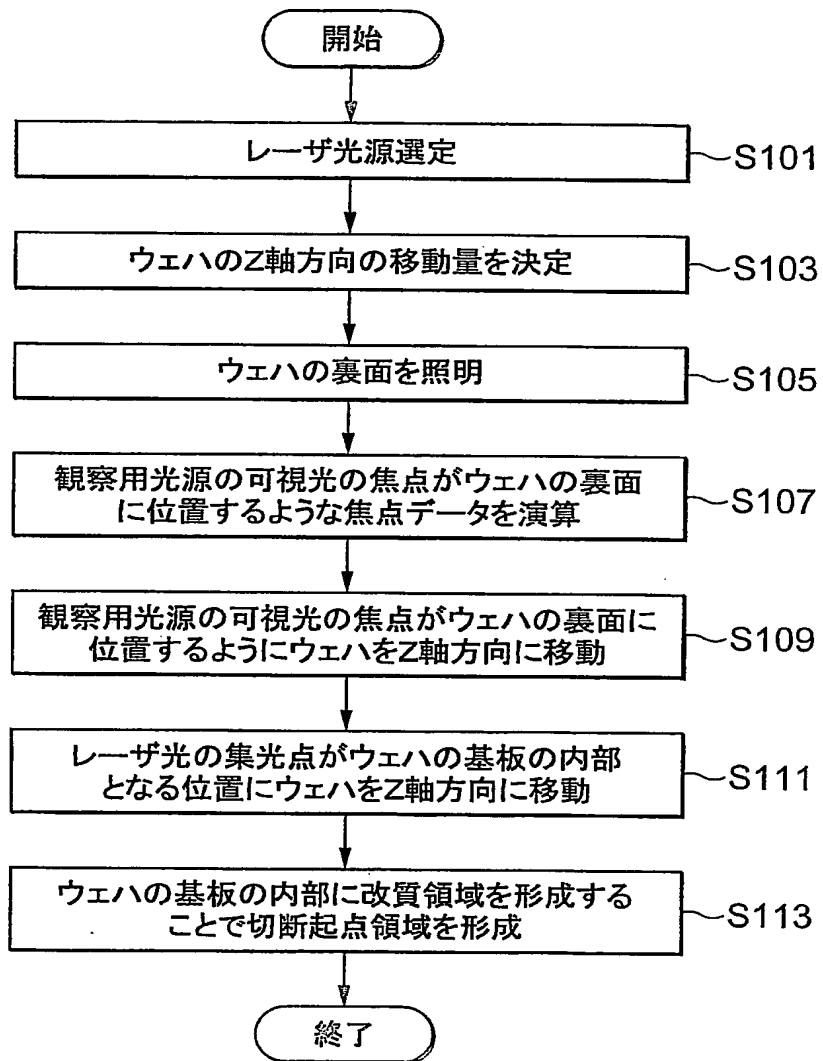 開始
レーザ光源選定
S101
ウェハのZ軸方向の移動量を決定
S103
ウェハの裏面を照明
S105
観察用光源の可視光の焦点がウェハの裏面
に位置するような焦点データを演算
S107
観察用光源の可視光の焦点がウェハの裏面に
位置するようにウェハをZ軸方向に移動
S109
レーザ光の集光点がウェハの基板の内部
となる位置にウェハをZ軸方向に移動
S111
ウェハの基板の内部に改質領域を形成する
ことで切断起点領域を形成
S113
終了